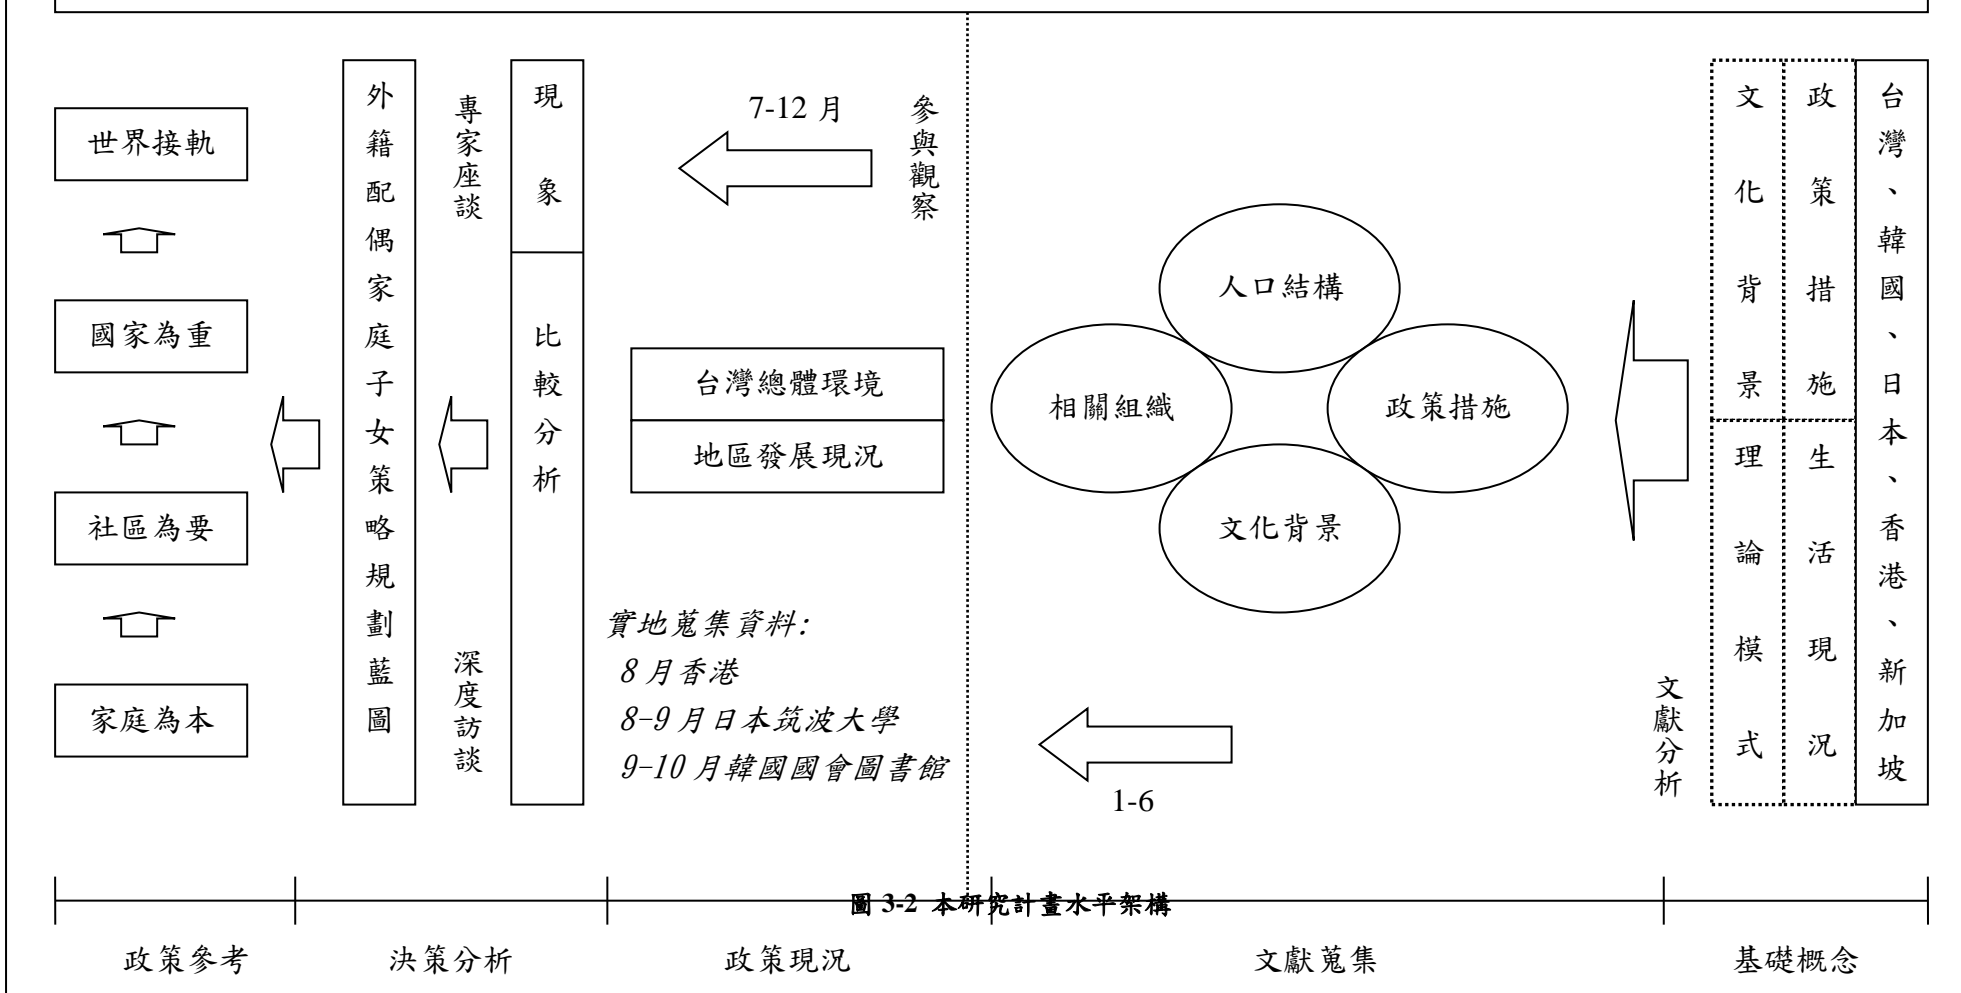 世界接軌
國家為重
社區為要
家庭為本
外籍配偶家庭子女策略規劃藍圖
專家座談
深度訪談
現象
比較分析
7-12 月
參與觀察
台灣總體環境
地區發展現況
實地蒐集資料:
8 月香港
8-9 月日本筑波大學
9-10 月韓國國會圖書館
人口結構
相關組織
政策措施
文化背景
1-6
文獻分析
文化背景
理論模式
政策措施
生活現況
台灣、韓國、日本、香港、新加坡
圖 3-2 本研究計畫水平架構
政策參考
決策分析
政策現況
文獻蒐集
基礎概念